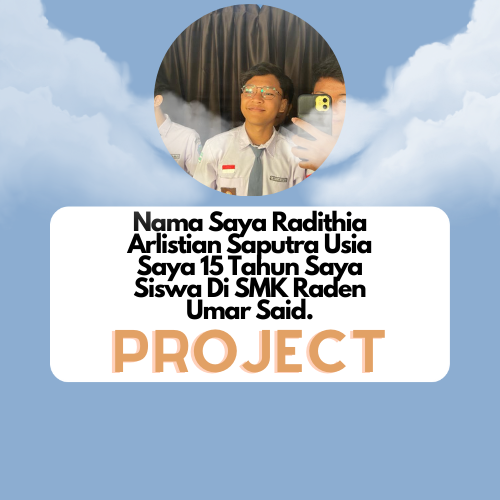 Nama Saya Radithia
Arlistian Saputra Usia
Saya 15 Tahun Saya
Siswa Di SMK Raden
Umar Said.
PROJECT